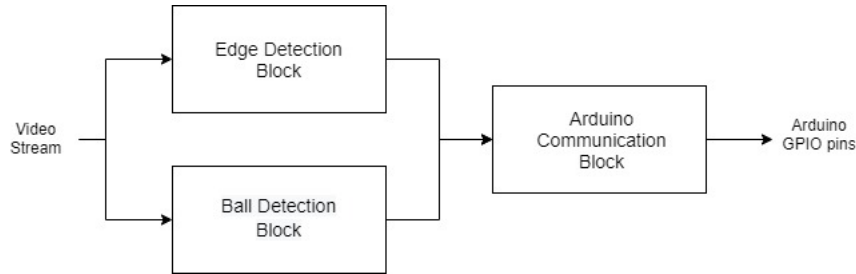 Edge Detection
Block
Video
Stream
Arduino
Communication
Block
Arduino
GPIO pins
Ball Detection
Block